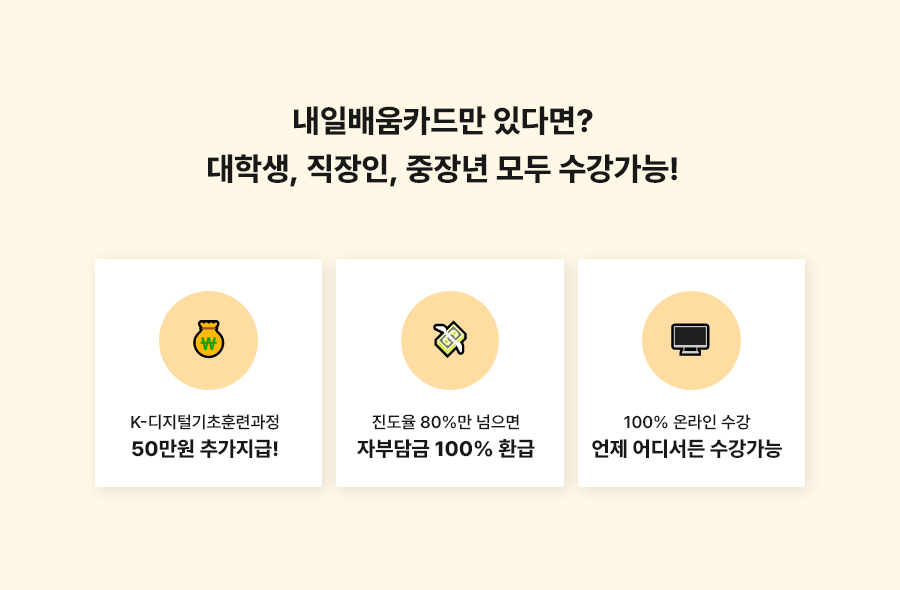 내일배움카드만 있다면?
대학생, 직장인, 중장년 모두 수강가능!
K-디지털기초훈련과정
50만원 추가지급!
진도율 80%만 넘으면
자부담금 100% 환급
100% 온라인 수강
언제 어디서든 수강가능